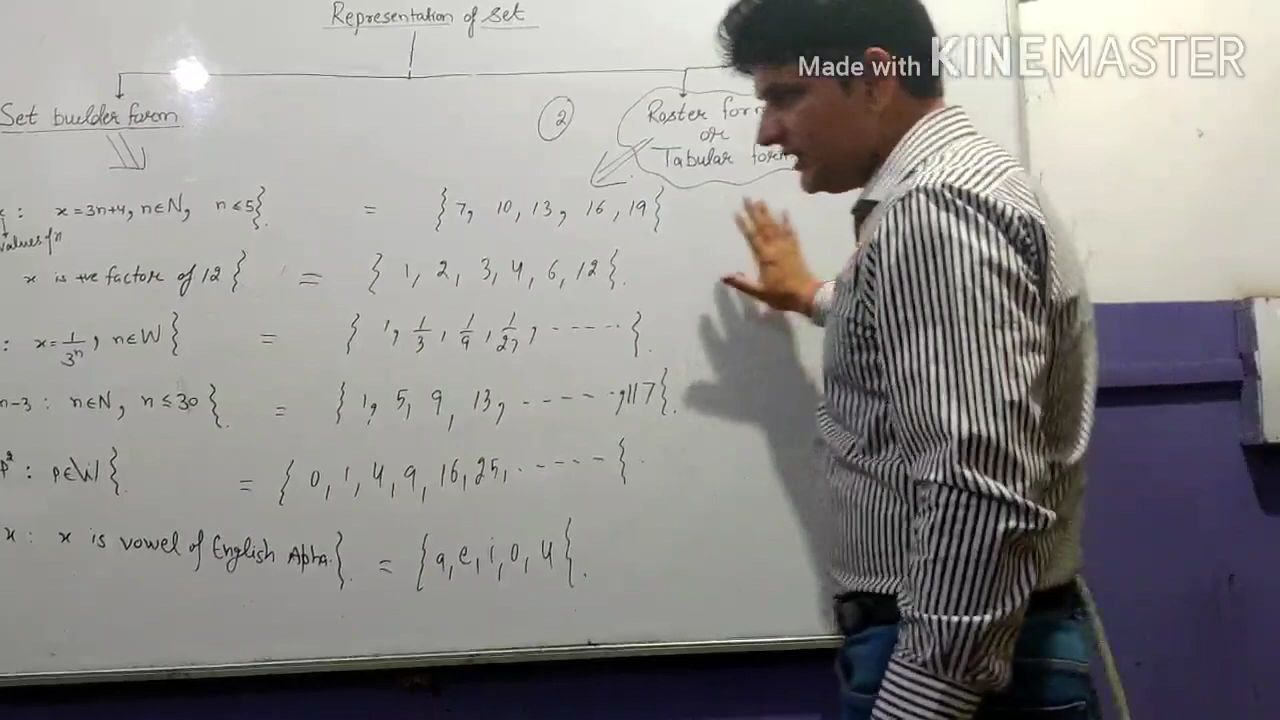 Representation of Set
Made with KINEMASTER
Set builder form
2
Roster form
or
Tabular form
x : x=3n+4, n∈N, n≤5} = {7, 10, 13, 16, 19}
values of n
x is +ve factor of 12} = {1, 2, 3, 4, 6, 12}.
: x=1/3ⁿ, n∈W} = {1, 1/3, 1/9, 1/27, ----- }.
n-3 : n∈N, n≤30}. = {1, 5, 9, 13, ------, 117}.
p² : p∈W}. = {0, 1, 4, 9, 16, 25, ----- }.
x : x is vowel of English Apha.}. = {a, e, i, o, u}.